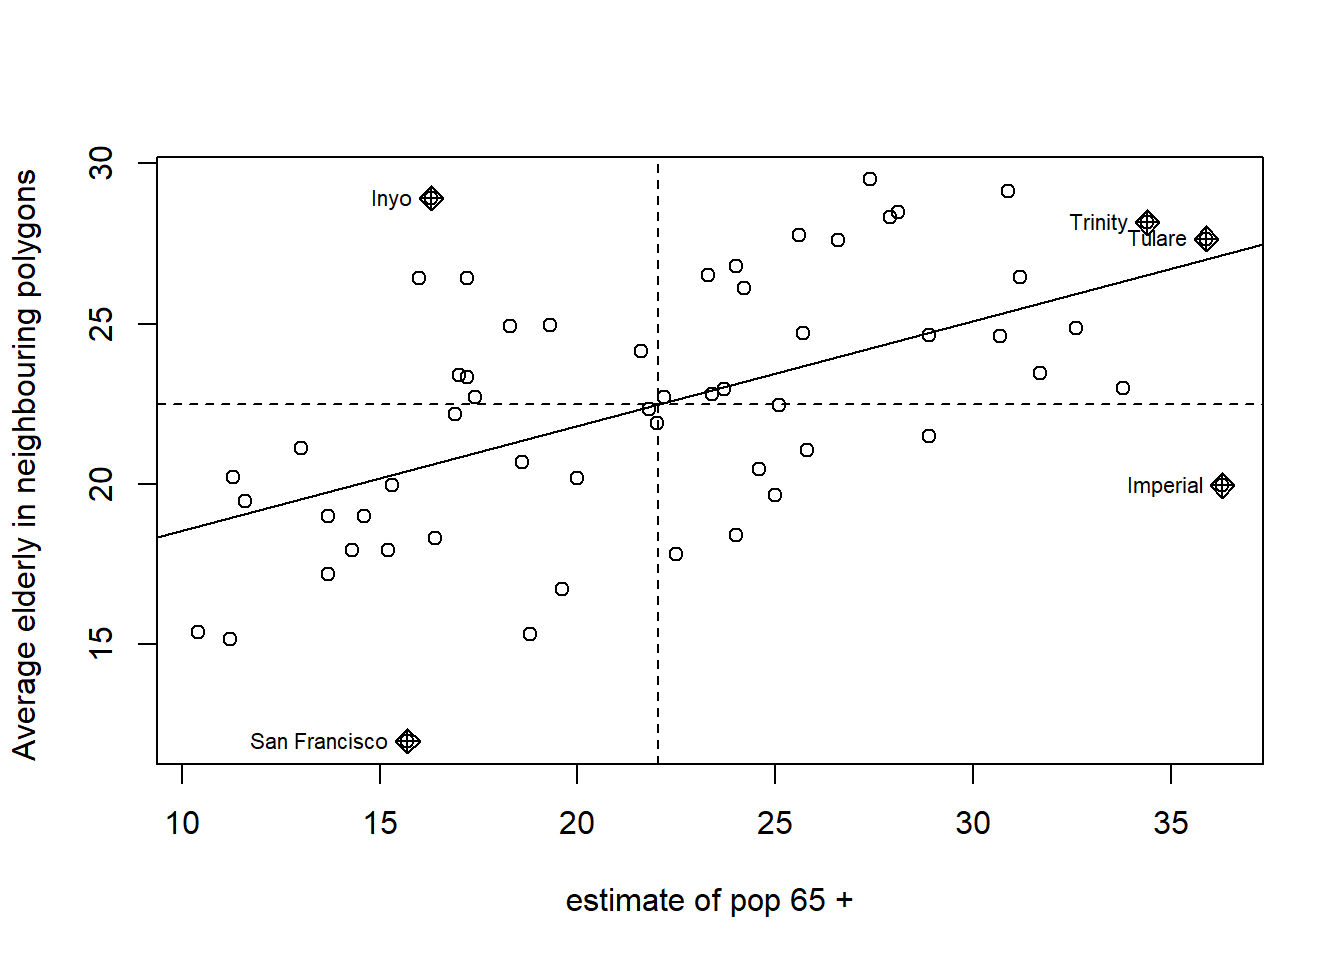 Average elderly in neighbouring polygons
30
25
20
15
Inyo
Trinity
Tulare
Imperial
San Francisco
10 15 20 25 30 35
estimate of pop 65 +